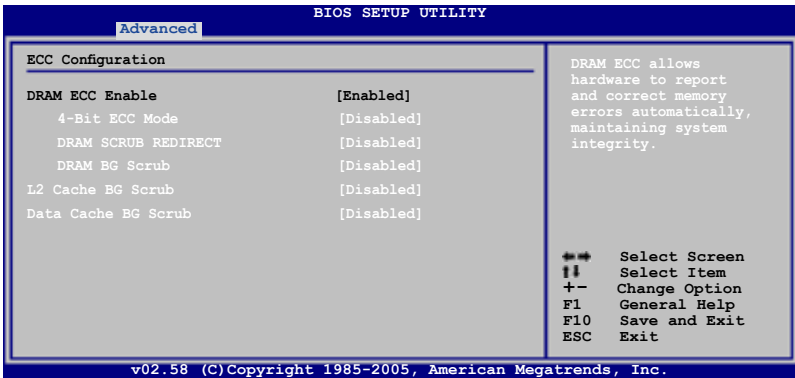 BIOS SETUP UTILITY
Advanced
ECC Configuration
DRAM ECC Enable [Enabled]
4-Bit ECC Mode [Disabled]
DRAM SCRUB REDIRECT [Disabled]
DRAM BG Scrub [Disabled]
L2 Cache BG Scrub [Disabled]
Data Cache BG Scrub [Disabled]
DRAM ECC allows
hardware to report
and correct memory
errors automatically,
maintaining system
integrity.
←→ Select Screen
↑↓ Select Item
+- Change Option
F1 General Help
F10 Save and Exit
ESC Exit
v02.58 (C)Copyright 1985-2005, American Megatrends, Inc.